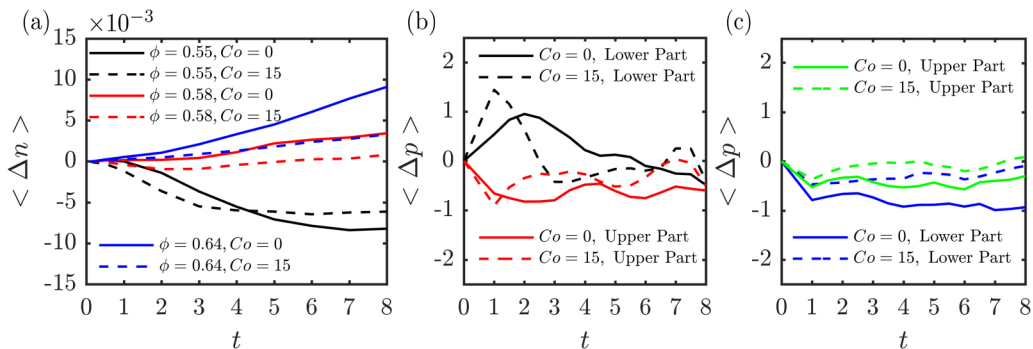 (a)
×10⁻³
< Δn >
15
10
5
0
-5
-10
-15
ϕ = 0.55, Co = 0
ϕ = 0.55, Co = 15
ϕ = 0.58, Co = 0
ϕ = 0.58, Co = 15
ϕ = 0.64, Co = 0
ϕ = 0.64, Co = 15
0 1 2 3 4 5 6 7 8
t
(b)
< Δp >
2
1
0
-1
-2
Co = 0, Lower Part
Co = 15, Lower Part
Co = 0, Upper Part
Co = 15, Upper Part
0 1 2 3 4 5 6 7 8
t
(c)
< Δp >
2
1
0
-1
-2
Co = 0, Upper Part
Co = 15, Upper Part
Co = 0, Lower Part
Co = 15, Lower Part
0 1 2 3 4 5 6 7 8
t